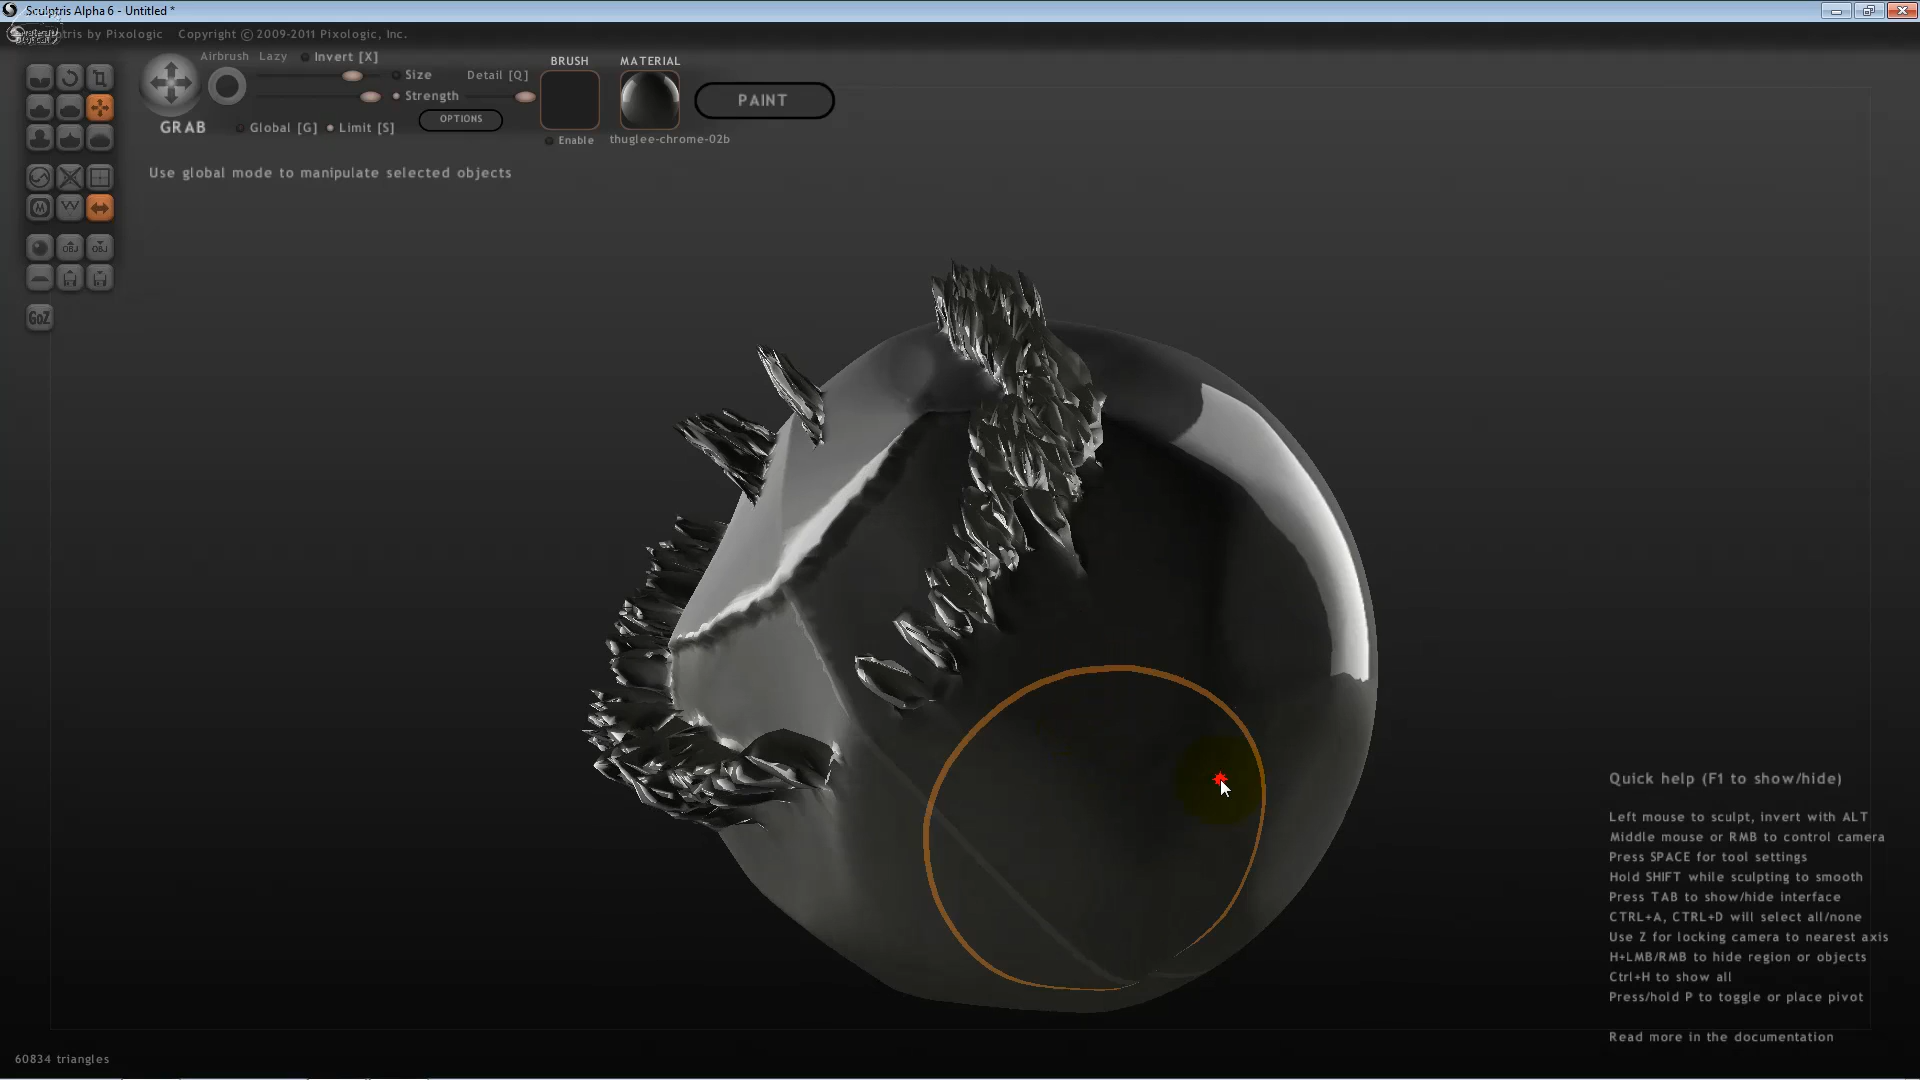 Sculptris Alpha 6 - Untitled *
tris by Pixologic Copyright © 2009-2011 Pixologic, Inc.
Airbrush Lazy Invert [X]
Size Detail [Q]
Strength
GRAB
Global [G] Limit [S]
OPTIONS
BRUSH
Enable
MATERIAL
thuglee-chrome-02b
PAINT
Use global mode to manipulate selected objects
OBJ OBJ
GoZ
Quick help (F1 to show/hide)
Left mouse to sculpt, invert with ALT
Middle mouse or RMB to control camera
Press SPACE for tool settings
Hold SHIFT while sculpting to smooth
Press TAB to show/hide interface
CTRL+A, CTRL+D will select all/none
Use Z for locking camera to nearest axis
H+LMB/RMB to hide region or objects
Ctrl+H to show all
Press/hold P to toggle or place pivot
Read more in the documentation
60834 triangles